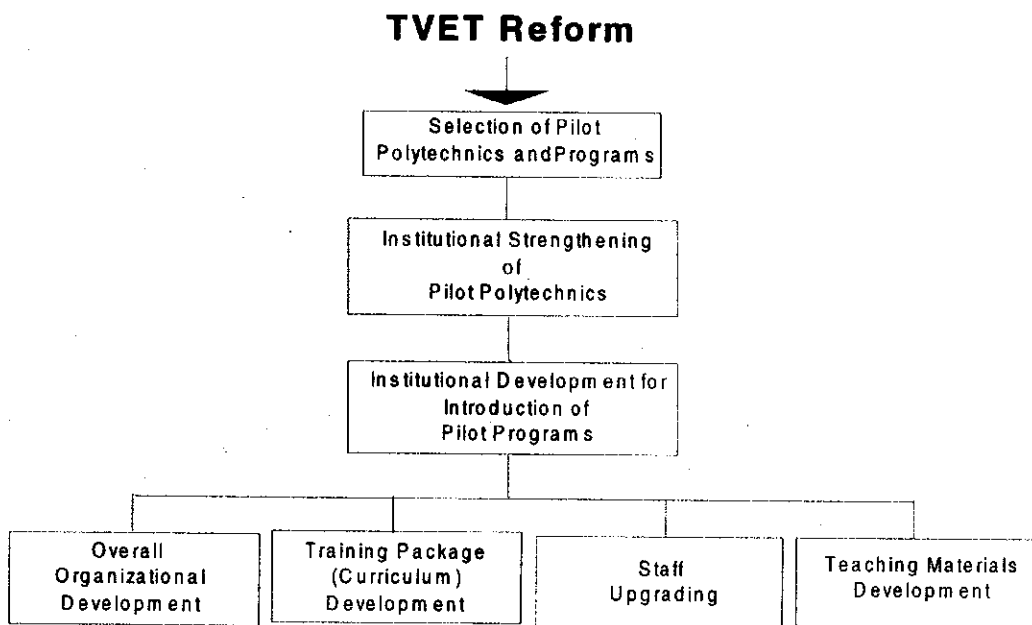 TVET Reform
Selection of Pilot
Polytechnics and Programs
Institutional Strengthening
of
Pilot Polytechnics
Institutional Development for
Introduction of
Pilot Programs
Overall
Organizational
Development
Training Package
(Curriculum)
Development
Staff
Upgrading
Teaching Materials
Development